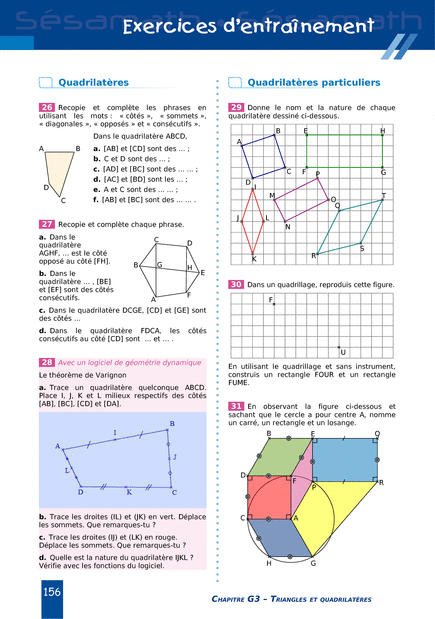 Sésamath
Exercices d'entraînement
Quadrilatères
26 Recopie et complète les phrases en
utilisant les mots : « côtés », « sommets »,
« diagonales », « opposés » et « consécutifs ».
Dans le quadrilatère ABCD,
a. [AB] et [CD] sont des ... ;
b. C et D sont des ... ;
c. [AD] et [BC] sont des ... ... ;
d. [AC] et [BD] sont des ... ;
e. A et C sont des ... ... ;
f. [AB] et [BC] sont des ... ... .
A
B
D
C
27 Recopie et complète chaque phrase.
a. Dans le
quadrilatère
AGHF, ... est le côté
opposé au côté [FH].
b. Dans le
quadrilatère ... , [BE]
et [EF] sont des côtés
consécutifs.
C
D
B
G
H
E
A
F
c. Dans le quadrilatère DCGE, [CD] et [GE] sont
des côtés ...
d. Dans le quadrilatère FDCA, les côtés
consécutifs au côté [CD] sont ... et ... .
28 Avec un logiciel de géométrie dynamique
Le théorème de Varignon
a. Trace un quadrilatère quelconque ABCD.
Place I, J, K et L milieux respectifs des côtés
[AB], [BC], [CD] et [DA].
A
I
B
J
L
D
K
C
b. Trace les droites (IL) et (JK) en vert. Déplace
les sommets. Que remarques-tu ?
c. Trace les droites (IJ) et (LK) en rouge.
Déplace les sommets. Que remarques-tu ?
d. Quelle est la nature du quadrilatère IJKL ?
Vérifie avec les fonctions du logiciel.
Quadrilatères particuliers
29 Donne le nom et la nature de chaque
quadrilatère dessiné ci-dessous.
A
B
E
H
D
C
F
G
I
P
M
O
Q
T
J
L
N
K
R
S
30 Dans un quadrillage, reproduis cette figure.
F
U
En utilisant le quadrillage et sans instrument,
construis un rectangle FOUR et un rectangle
FUME.
31 En observant la figure ci-dessous et
sachant que le cercle a pour centre A, nomme
un carré, un rectangle et un losange.
B
E
Q
D
F
P
R
C
A
H
G
156
CHAPITRE G3 – TRIANGLES ET QUADRILATÈRES